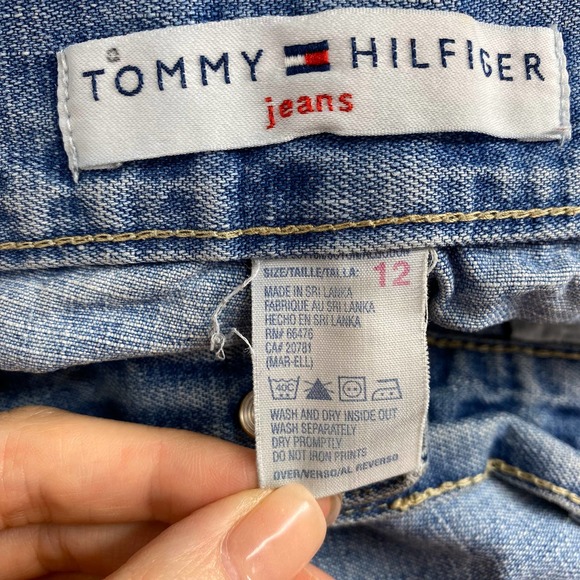 TOMMY HILFIGER
jeans
SIZE/TAILLE/TALLA: 12
MADE IN SRI LANKA
FABRIQUE AU SRI LANKA
HECHO EN SRI LANKA
RN# 66476
CA# 20781
(MAR-ELL)
40C
WASH AND DRY INSIDE OUT
WASH SEPARATELY
DRY PROMPTLY
DO NOT IRON PRINTS
OVER/VERSO/AL REVERSO